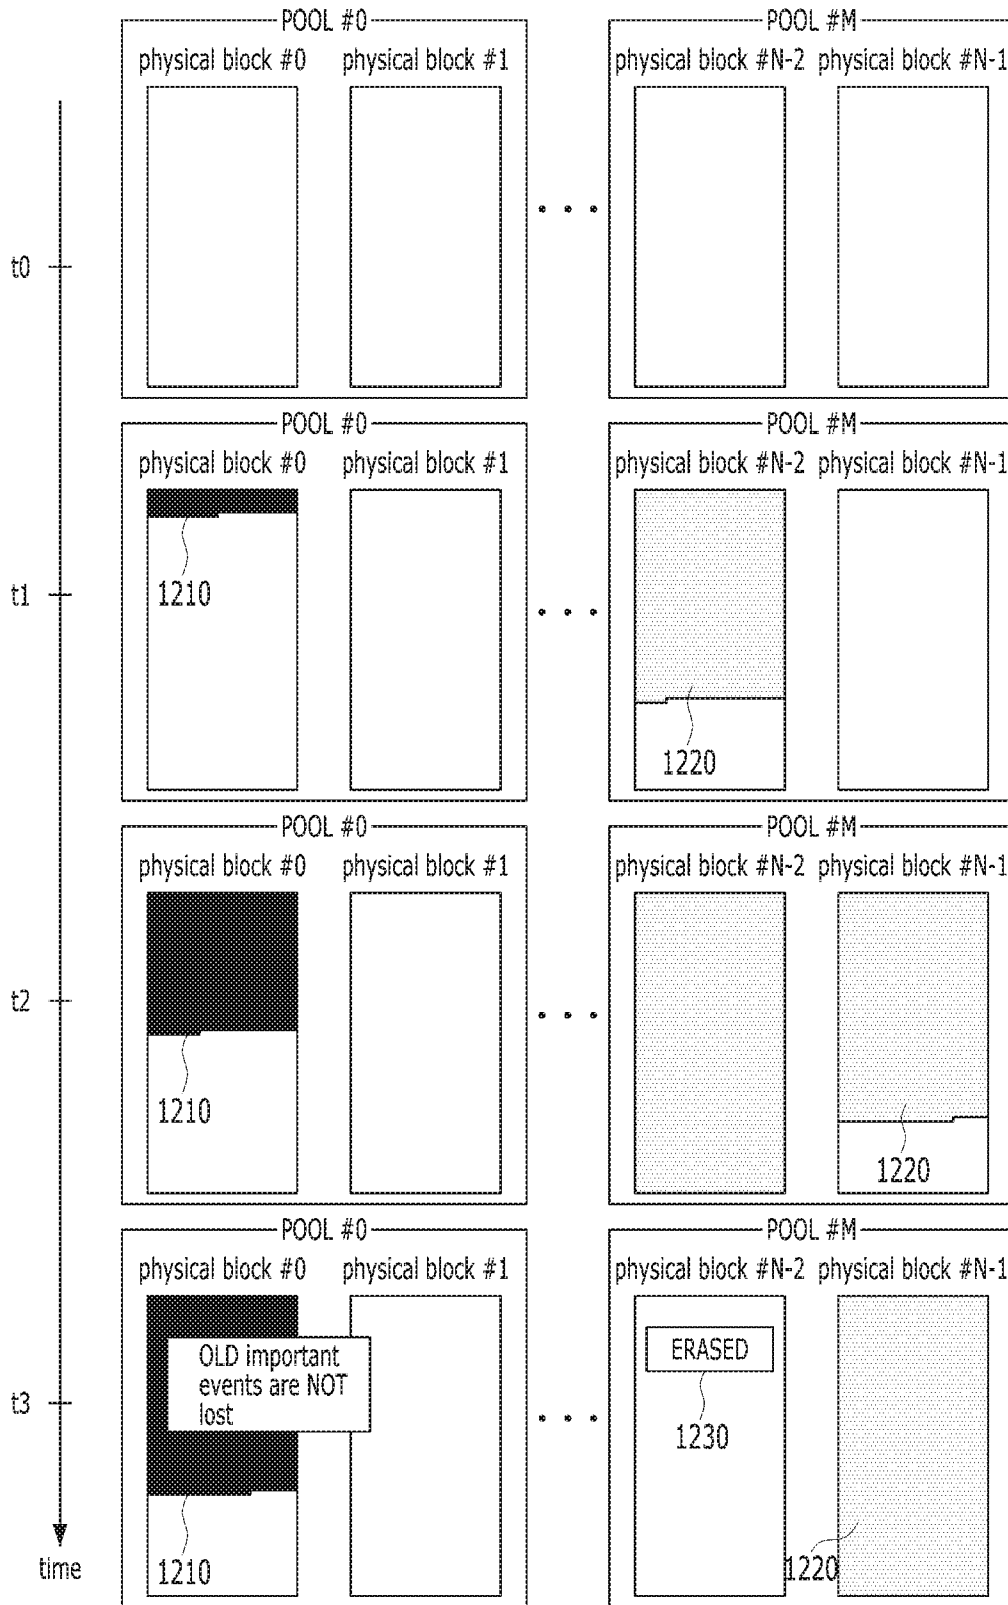 POOL #0
POOL #M
physical block #0
physical block #1
physical block #N-2
physical block #N-1
t0
POOL #0
POOL #M
physical block #0
physical block #1
physical block #N-2
physical block #N-1
1210
t1
1220
POOL #0
POOL #M
physical block #0
physical block #1
physical block #N-2
physical block #N-1
t2
1210
1220
POOL #0
POOL #M
physical block #0
physical block #1
physical block #N-2
physical block #N-1
OLD important
events are NOT
lost
ERASED
t3
1230
1210
1220
time